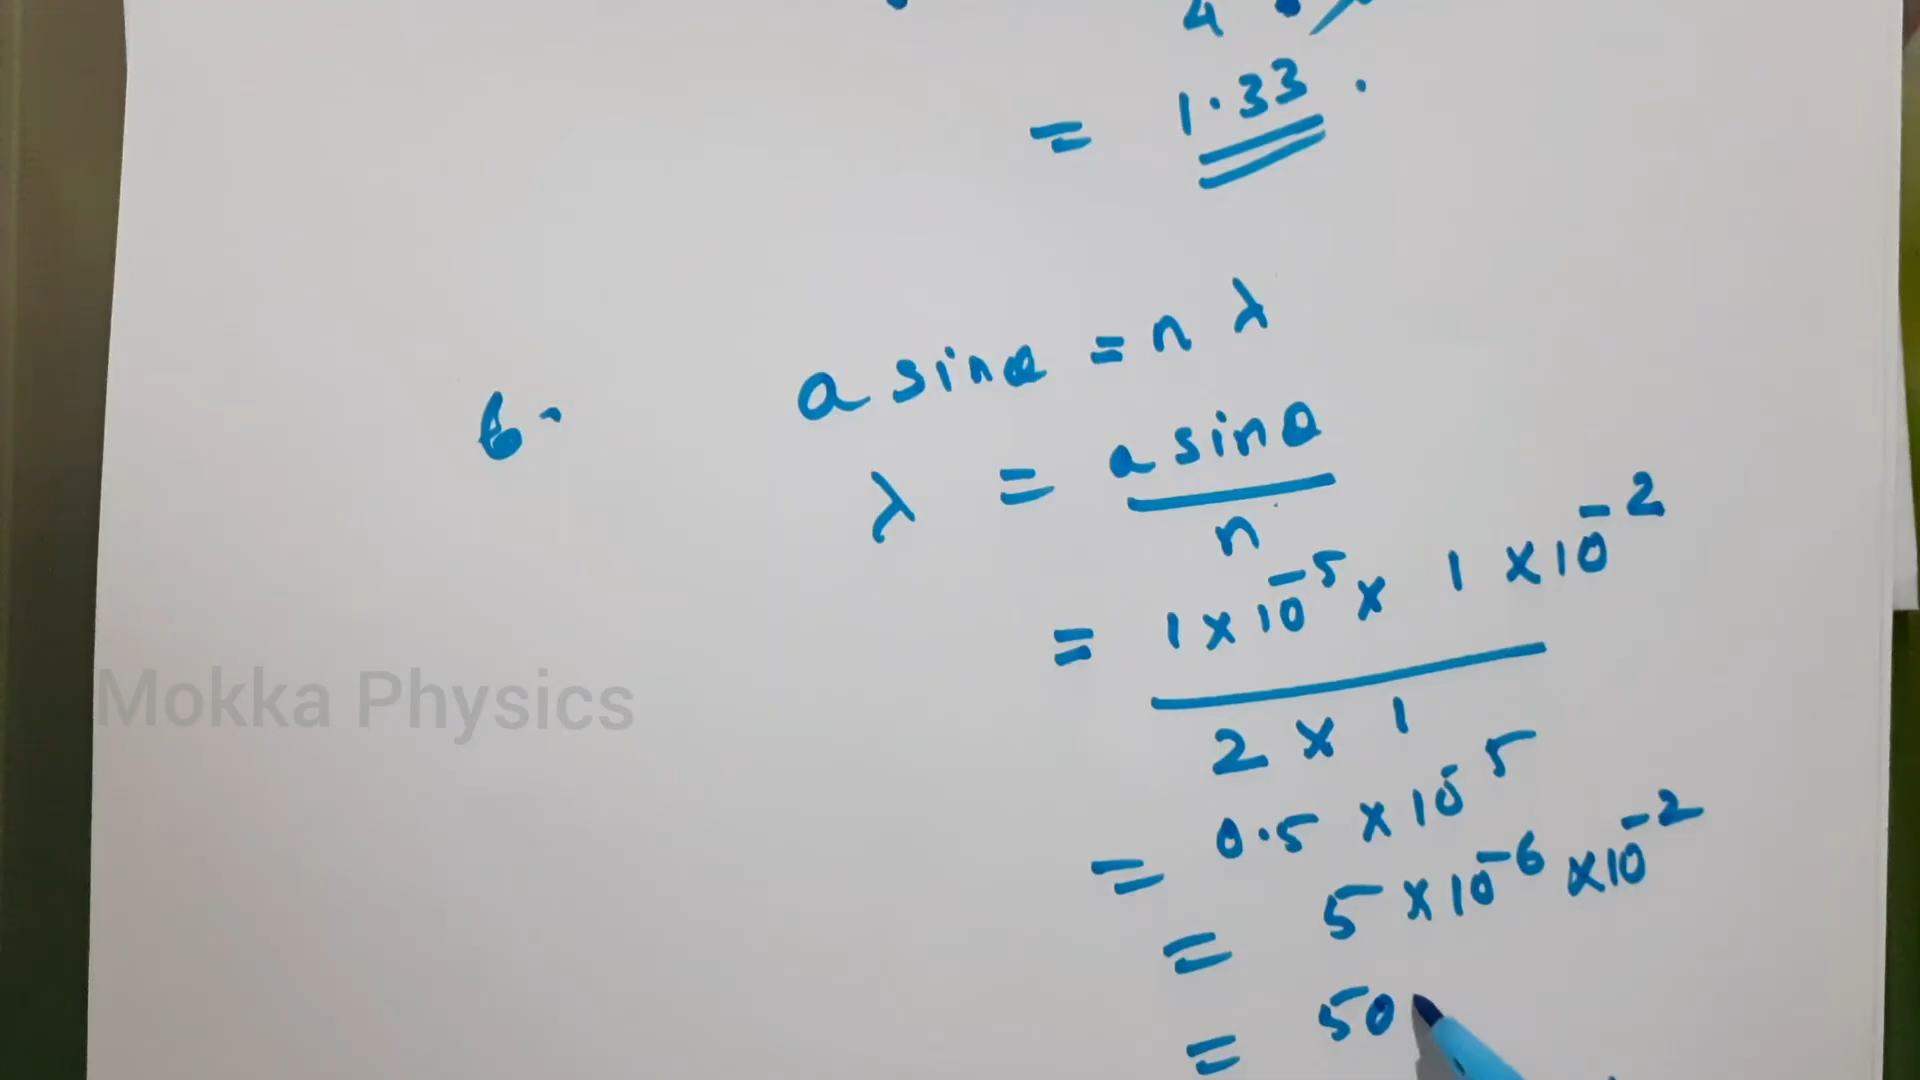 4
= 1.33.
6. a sinθ = n λ
λ = a sinθ / n
= 1 × 10⁻⁵ × 1 × 10⁻² / 2 × 1
= 0.5 × 10⁻⁵
= 5 × 10⁻⁶ × 10⁻²
= 50
Mokka Physics